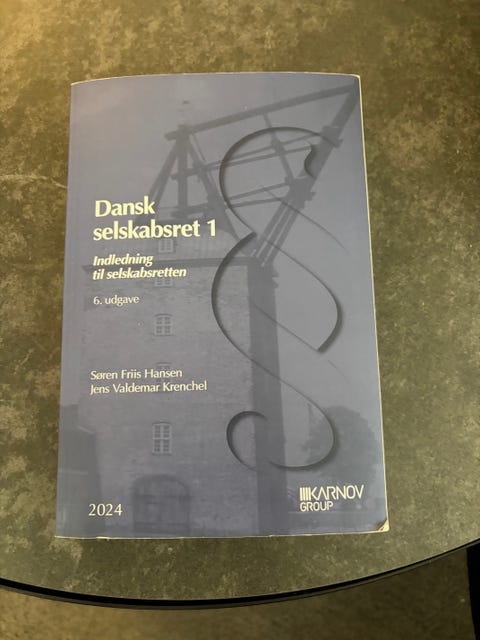 Dansk
selskabsret 1
Indledning
til selskabsretten
6. udgave
Søren Friis Hansen
Jens Valdemar Krenchel
2024
KARNOV
GROUP